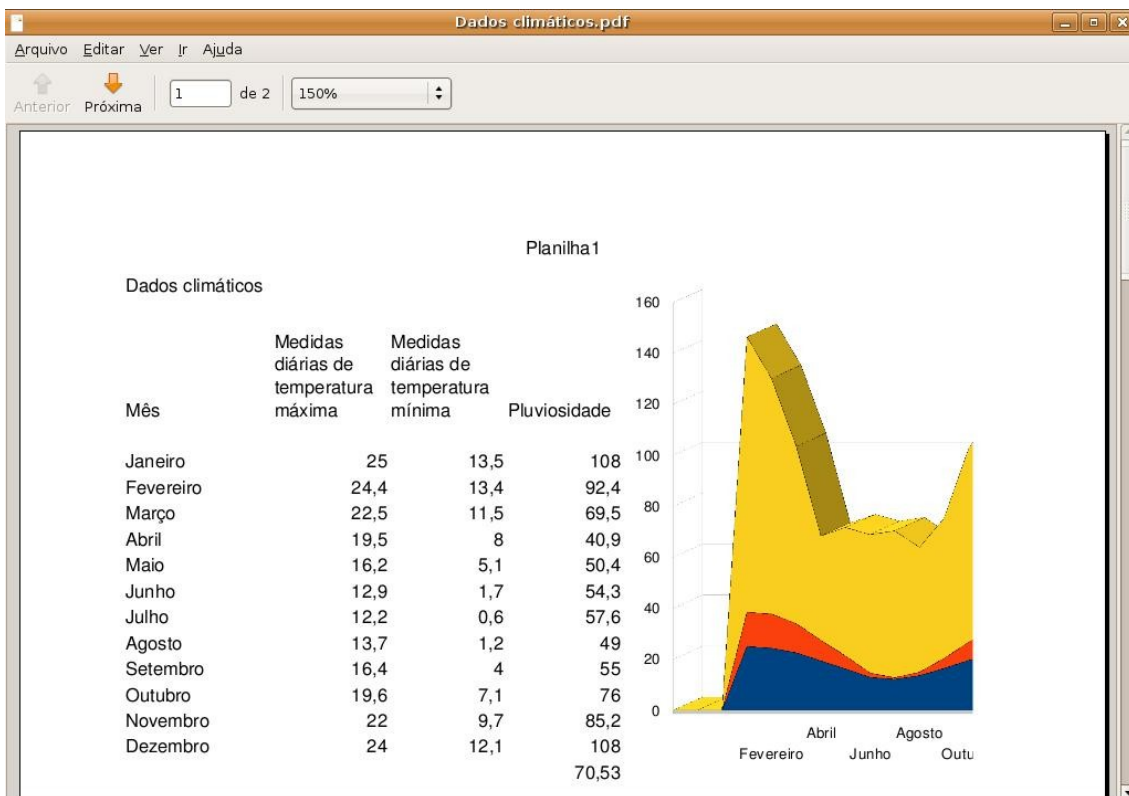 Dados climáticos.pdf
Arquivo Editar Ver Ir Ajuda
Anterior Próxima 1 de 2 150%
Planilha1
Dados climáticos
Mês Medidas diárias de temperatura máxima Medidas diárias de temperatura mínima Pluviosidade
Janeiro 25 13,5 108
Fevereiro 24,4 13,4 92,4
Março 22,5 11,5 69,5
Abril 19,5 8 40,9
Maio 16,2 5,1 50,4
Junho 12,9 1,7 54,3
Julho 12,2 0,6 57,6
Agosto 13,7 1,2 49
Setembro 16,4 4 55
Outubro 19,6 7,1 76
Novembro 22 9,7 85,2
Dezembro 24 12,1 108
70,53
160
140
120
100
80
60
40
20
0
Abril Agosto
Fevereiro Junho Outu